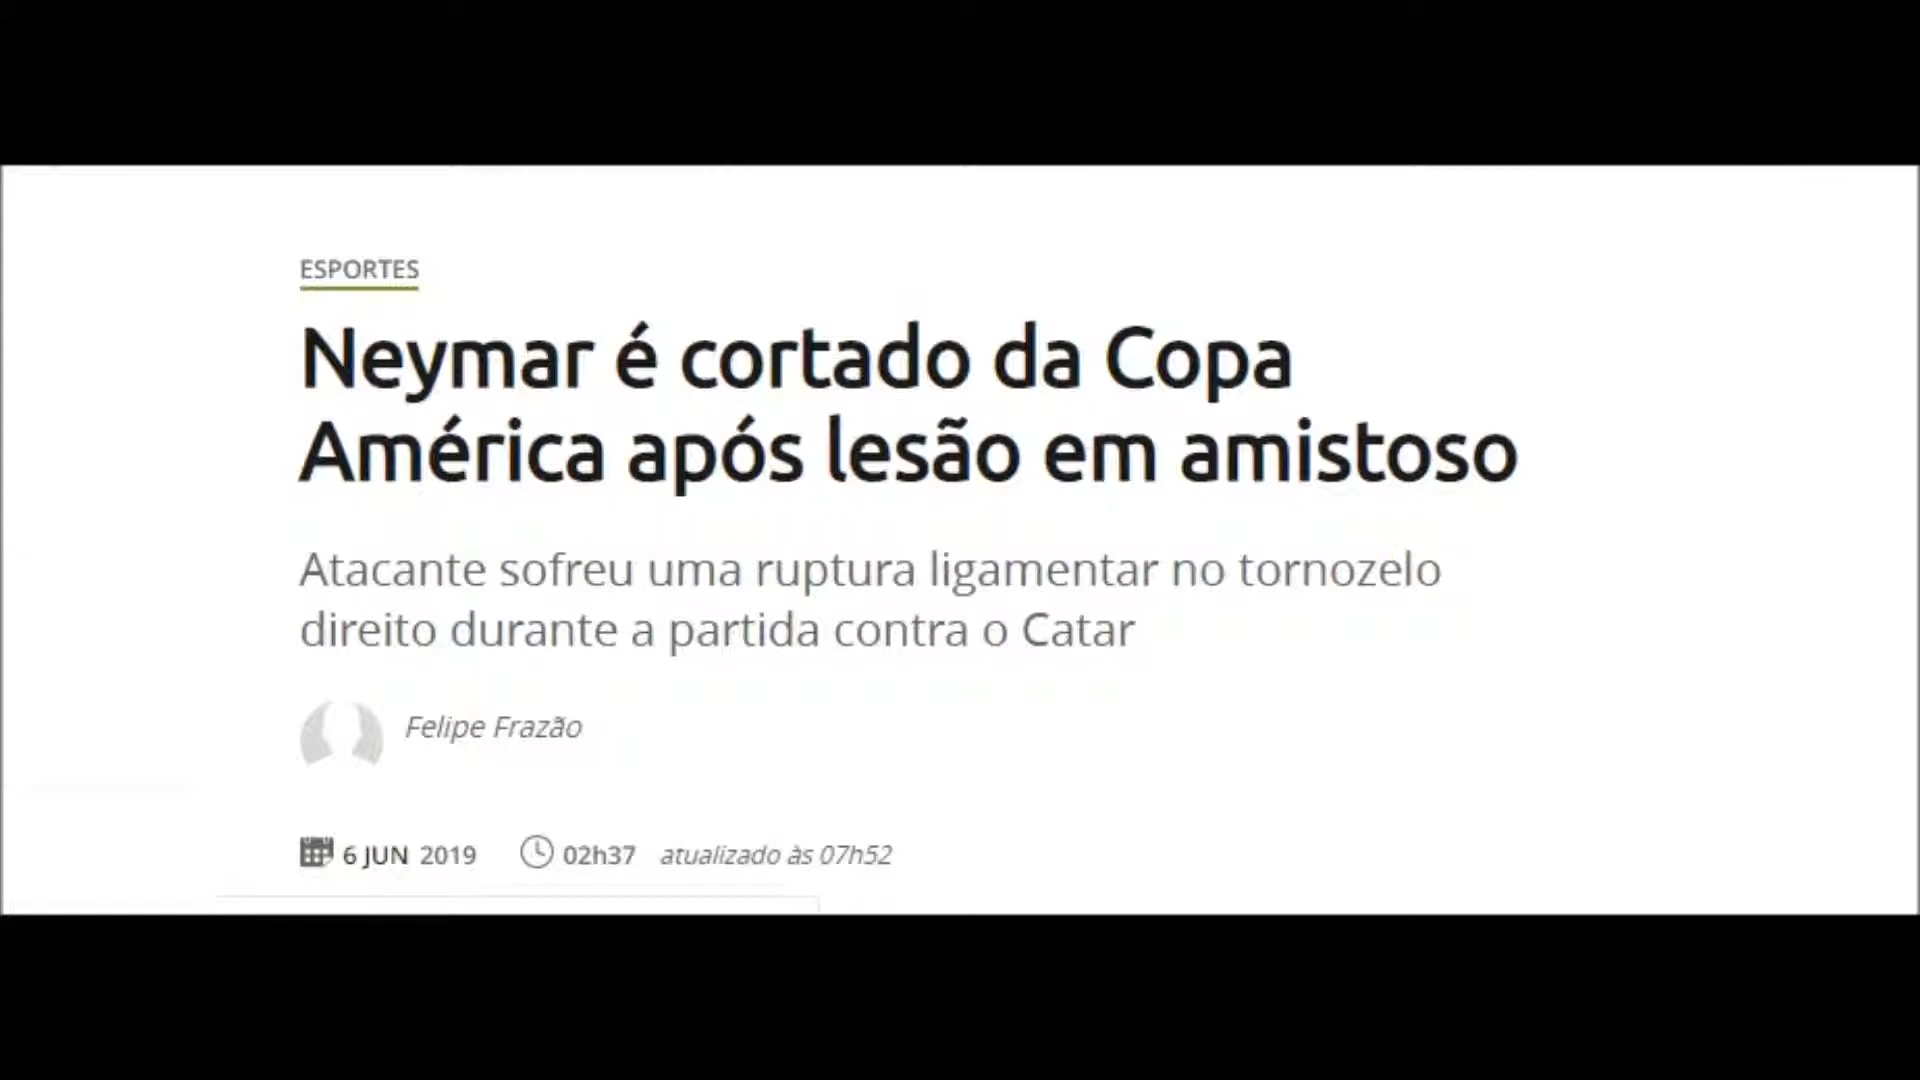 ESPORTES
Neymar é cortado da Copa
América após lesão em amistoso
Atacante sofreu uma ruptura ligamentar no tornozelo
direito durante a partida contra o Catar
Felipe Frazão
6 JUN 2019 02h37 atualizado às 07h52